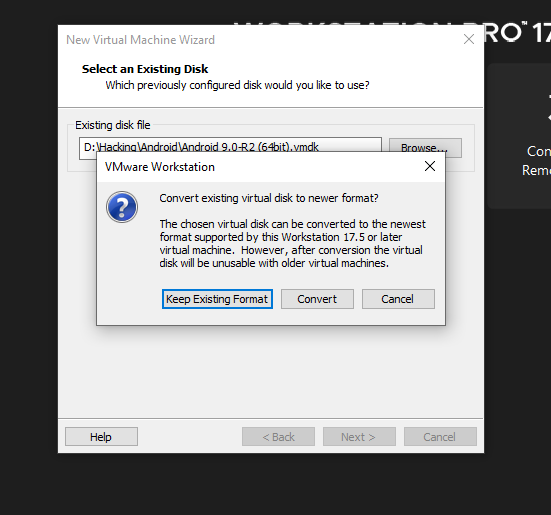 WORKSTATION PRO™ 17
New Virtual Machine Wizard
Select an Existing Disk
Which previously configured disk would you like to use?
Existing disk file
D:\Hacking\Android\Android 9.0-R2 (64bit).vmdk
Browse...
Con
Remo
VMware Workstation
Convert existing virtual disk to newer format?
The chosen virtual disk can be converted to the newest
format supported by this Workstation 17.5 or later
virtual machine. However, after conversion the virtual
disk will be unusable with older virtual machines.
Keep Existing Format
Convert
Cancel
Help
< Back
Next >
Cancel